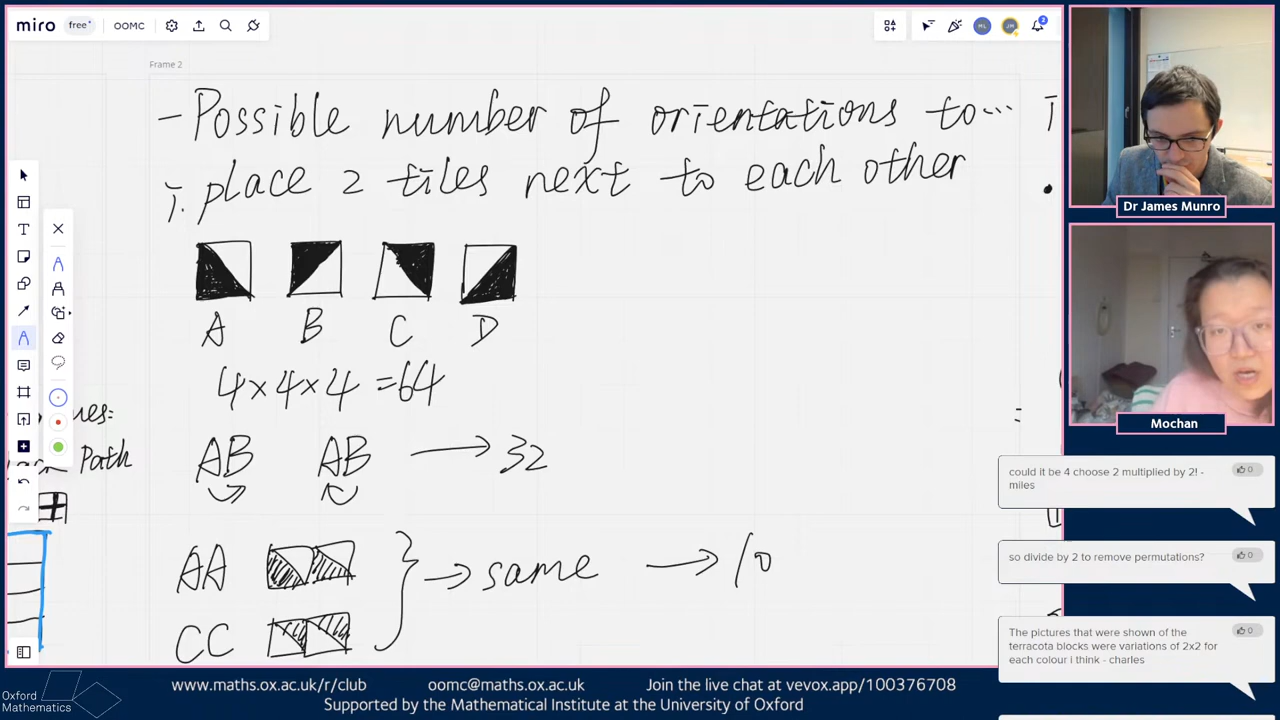 miro
free
OOMC
Frame 2
- Possible number of orientations to...
i. place 2 tiles next to each other
A B C D
4×4×4 =64
AB AB → 32
AA
CC
→ same → 10
ues:
Path
Dr James Munro
Mochan
could it be 4 choose 2 multiplied by 2! - miles
so divide by 2 to remove permutations?
The pictures that were shown of the terracota blocks were variations of 2x2 for each colour i think - charles
Oxford Mathematics
www.maths.ox.ac.uk/r/club oomc@maths.ox.ac.uk Join the live chat at vevox.app/100376708
Supported by the Mathematical Institute at the University of Oxford